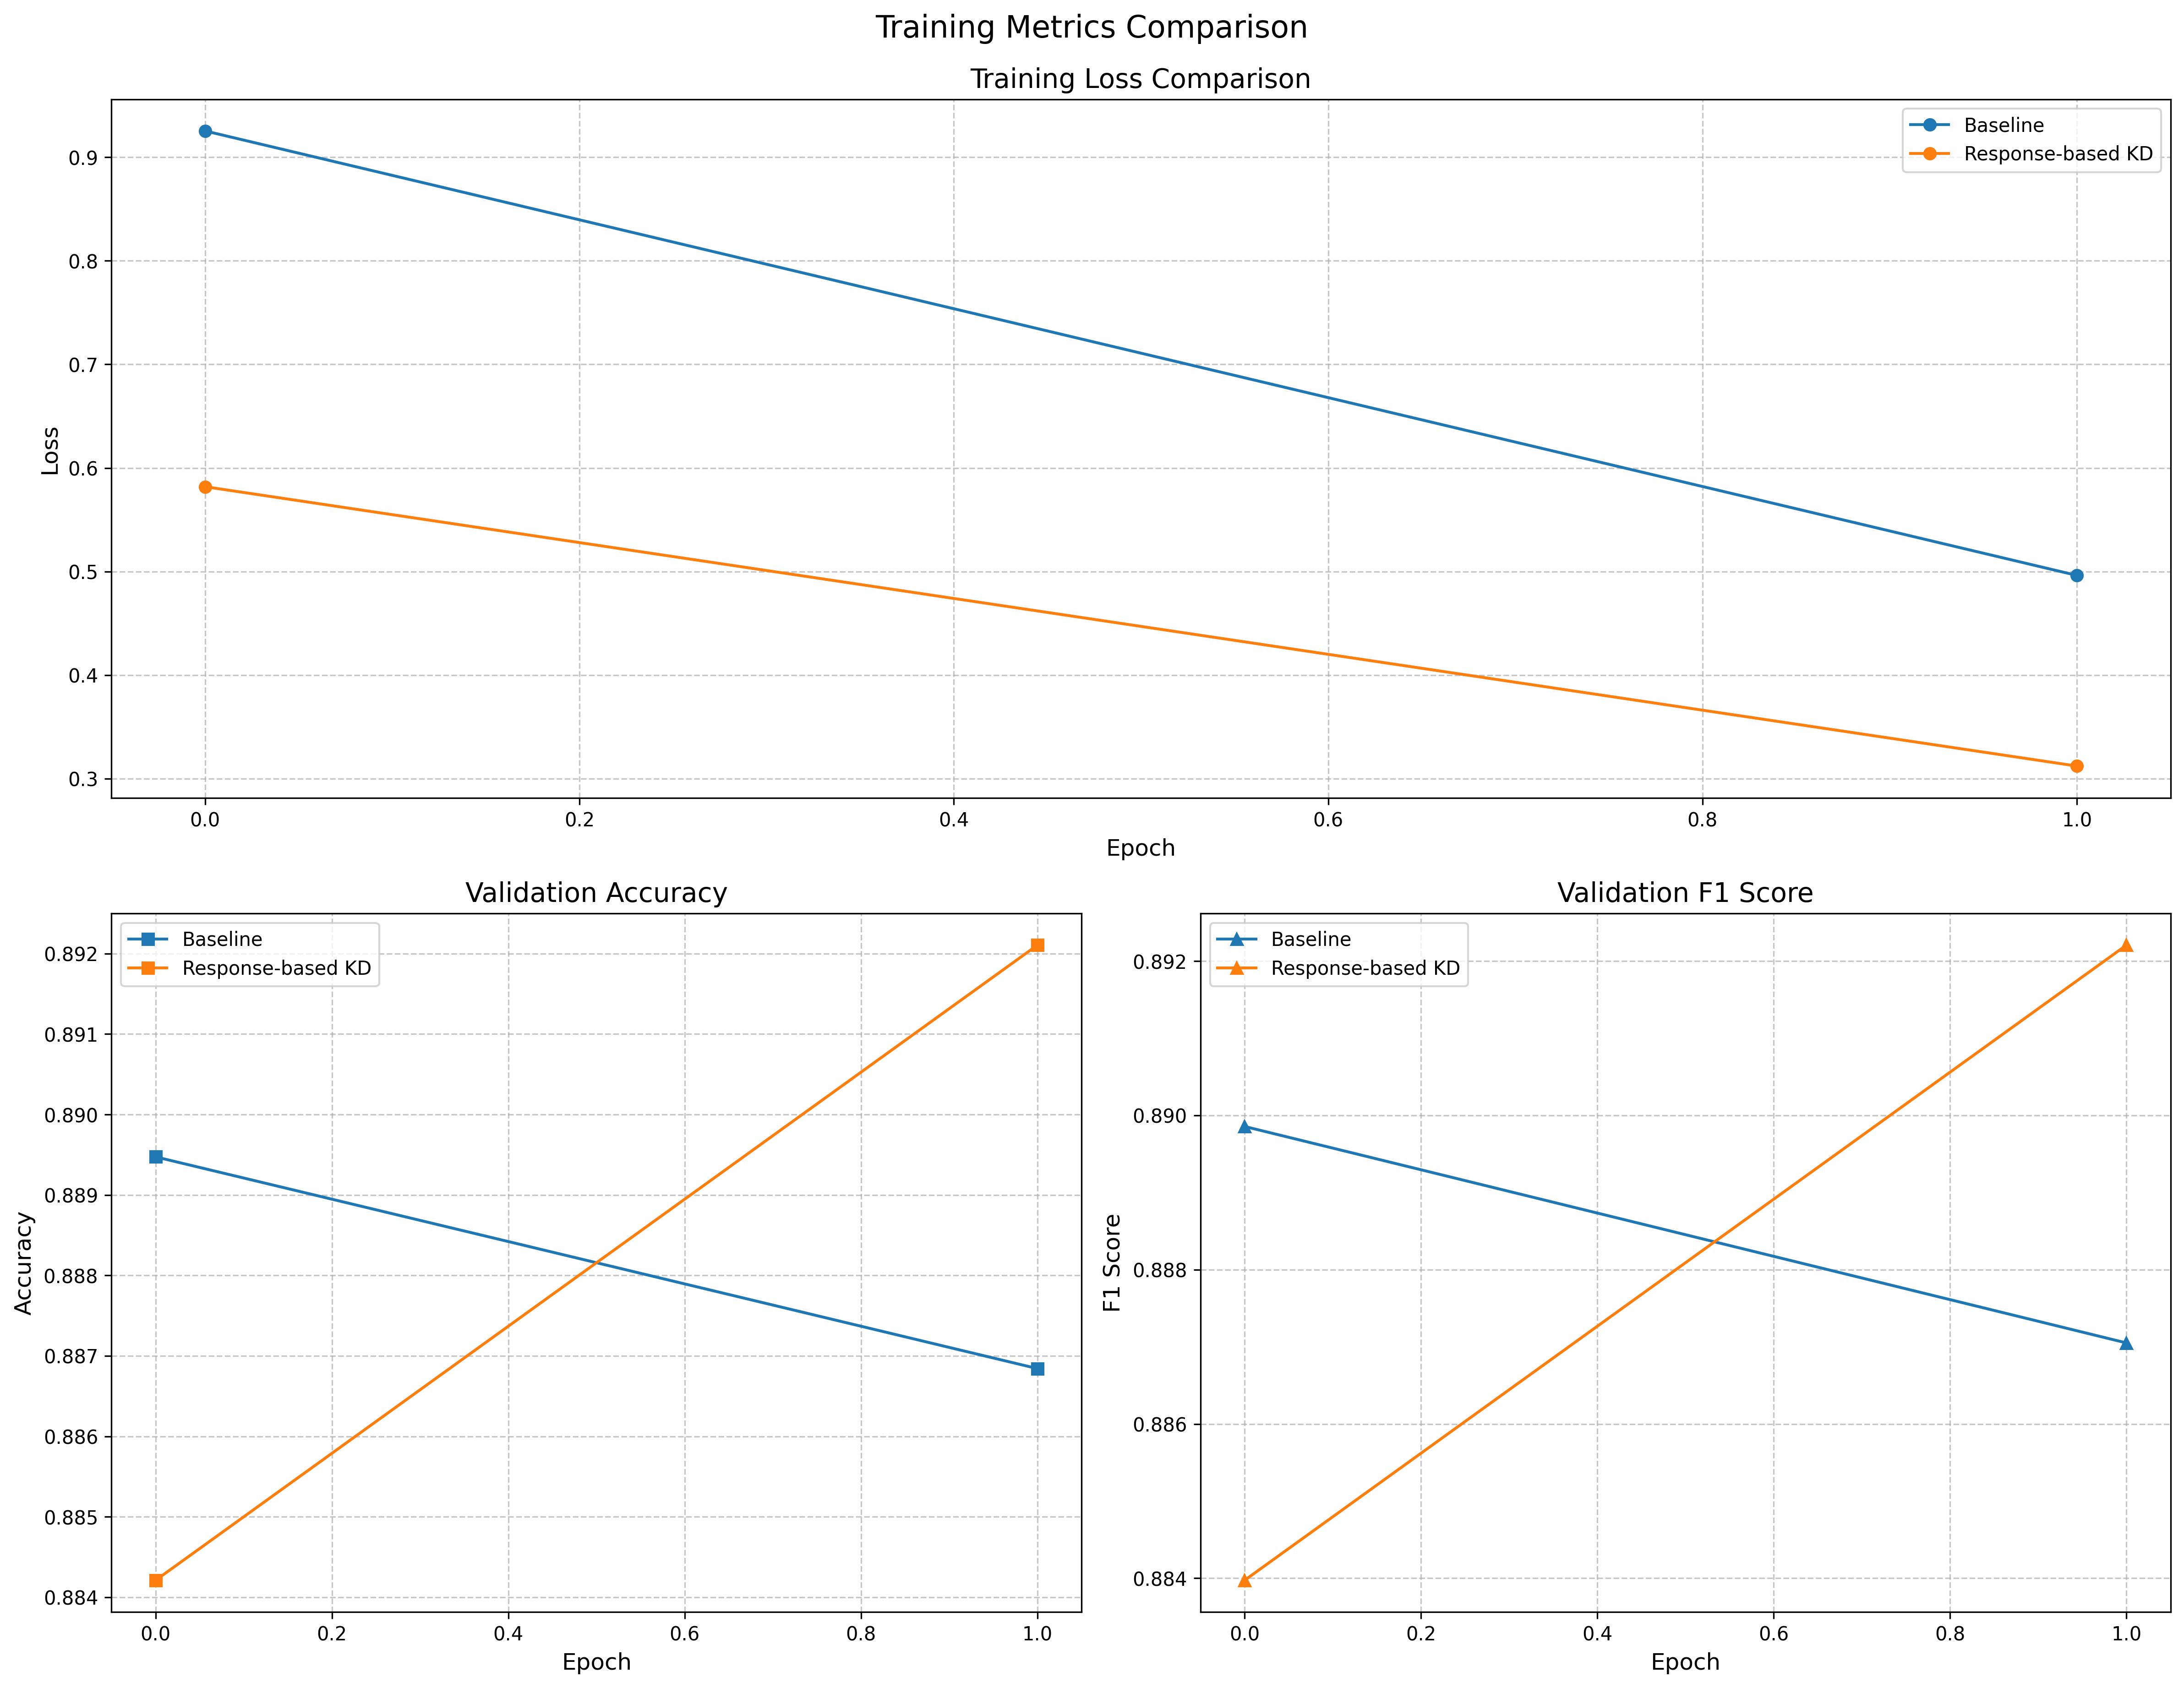 Training Metrics Comparison
Training Loss Comparison
Baseline
Response-based KD
0.9
0.8
0.7
0.6
0.5
0.4
0.3
Loss
0.0 0.2 0.4 0.6 0.8 1.0
Epoch
Validation Accuracy
Baseline
Response-based KD
0.892
0.891
0.890
0.889
0.888
0.887
0.886
0.885
0.884
Accuracy
0.0 0.2 0.4 0.6 0.8 1.0
Epoch
Validation F1 Score
Baseline
Response-based KD
0.892
0.890
0.888
0.886
0.884
F1 Score
0.0 0.2 0.4 0.6 0.8 1.0
Epoch